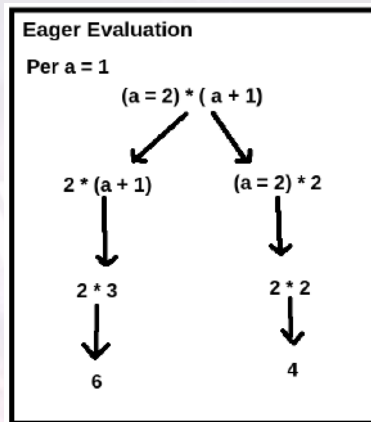 Eager Evaluation
Per a = 1
(a = 2) * ( a + 1)
2 * (a + 1) (a = 2) * 2
2 * 3 2 * 2
6 4